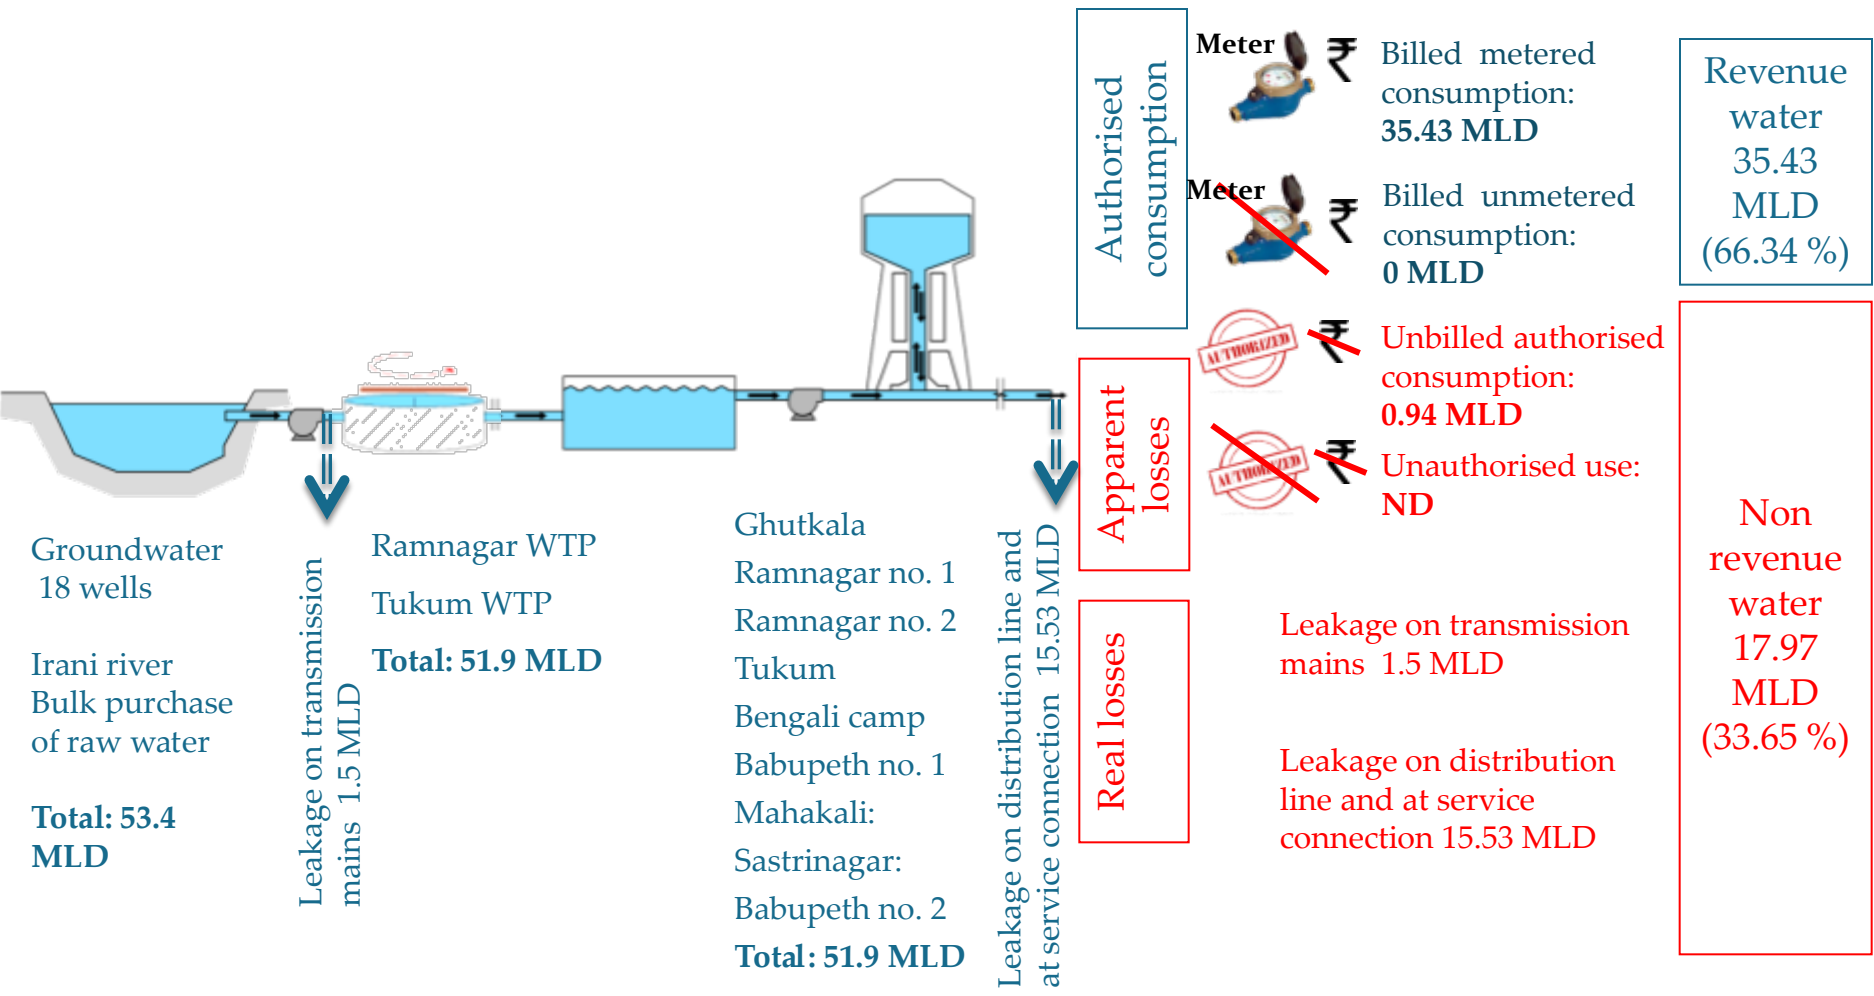 Groundwater
18 wells
Irani river
Bulk purchase
of raw water
Total: 53.4
MLD
Leakage on transmission
mains 1.5 MLD
Ramnagar WTP
Tukum WTP
Total: 51.9 MLD
Ghutkala
Ramnagar no. 1
Ramnagar no. 2
Tukum
Bengali camp
Babupeth no. 1
Mahakali:
Sastrinagar:
Babupeth no. 2
Total: 51.9 MLD
Leakage on distribution line and
at service connection 15.53 MLD
Authorised
consumption
Meter
₹
Billed metered
consumption:
35.43 MLD
Meter
₹
Billed unmetered
consumption:
0 MLD
Apparent
losses
AUTHORIZED
₹
Unbilled authorised
consumption:
0.94 MLD
AUTHORIZED
₹
Unauthorised use:
ND
Real losses
Leakage on transmission
mains 1.5 MLD
Leakage on distribution
line and at service
connection 15.53 MLD
Revenue
water
35.43
MLD
(66.34 %)
Non
revenue
water
17.97
MLD
(33.65 %)